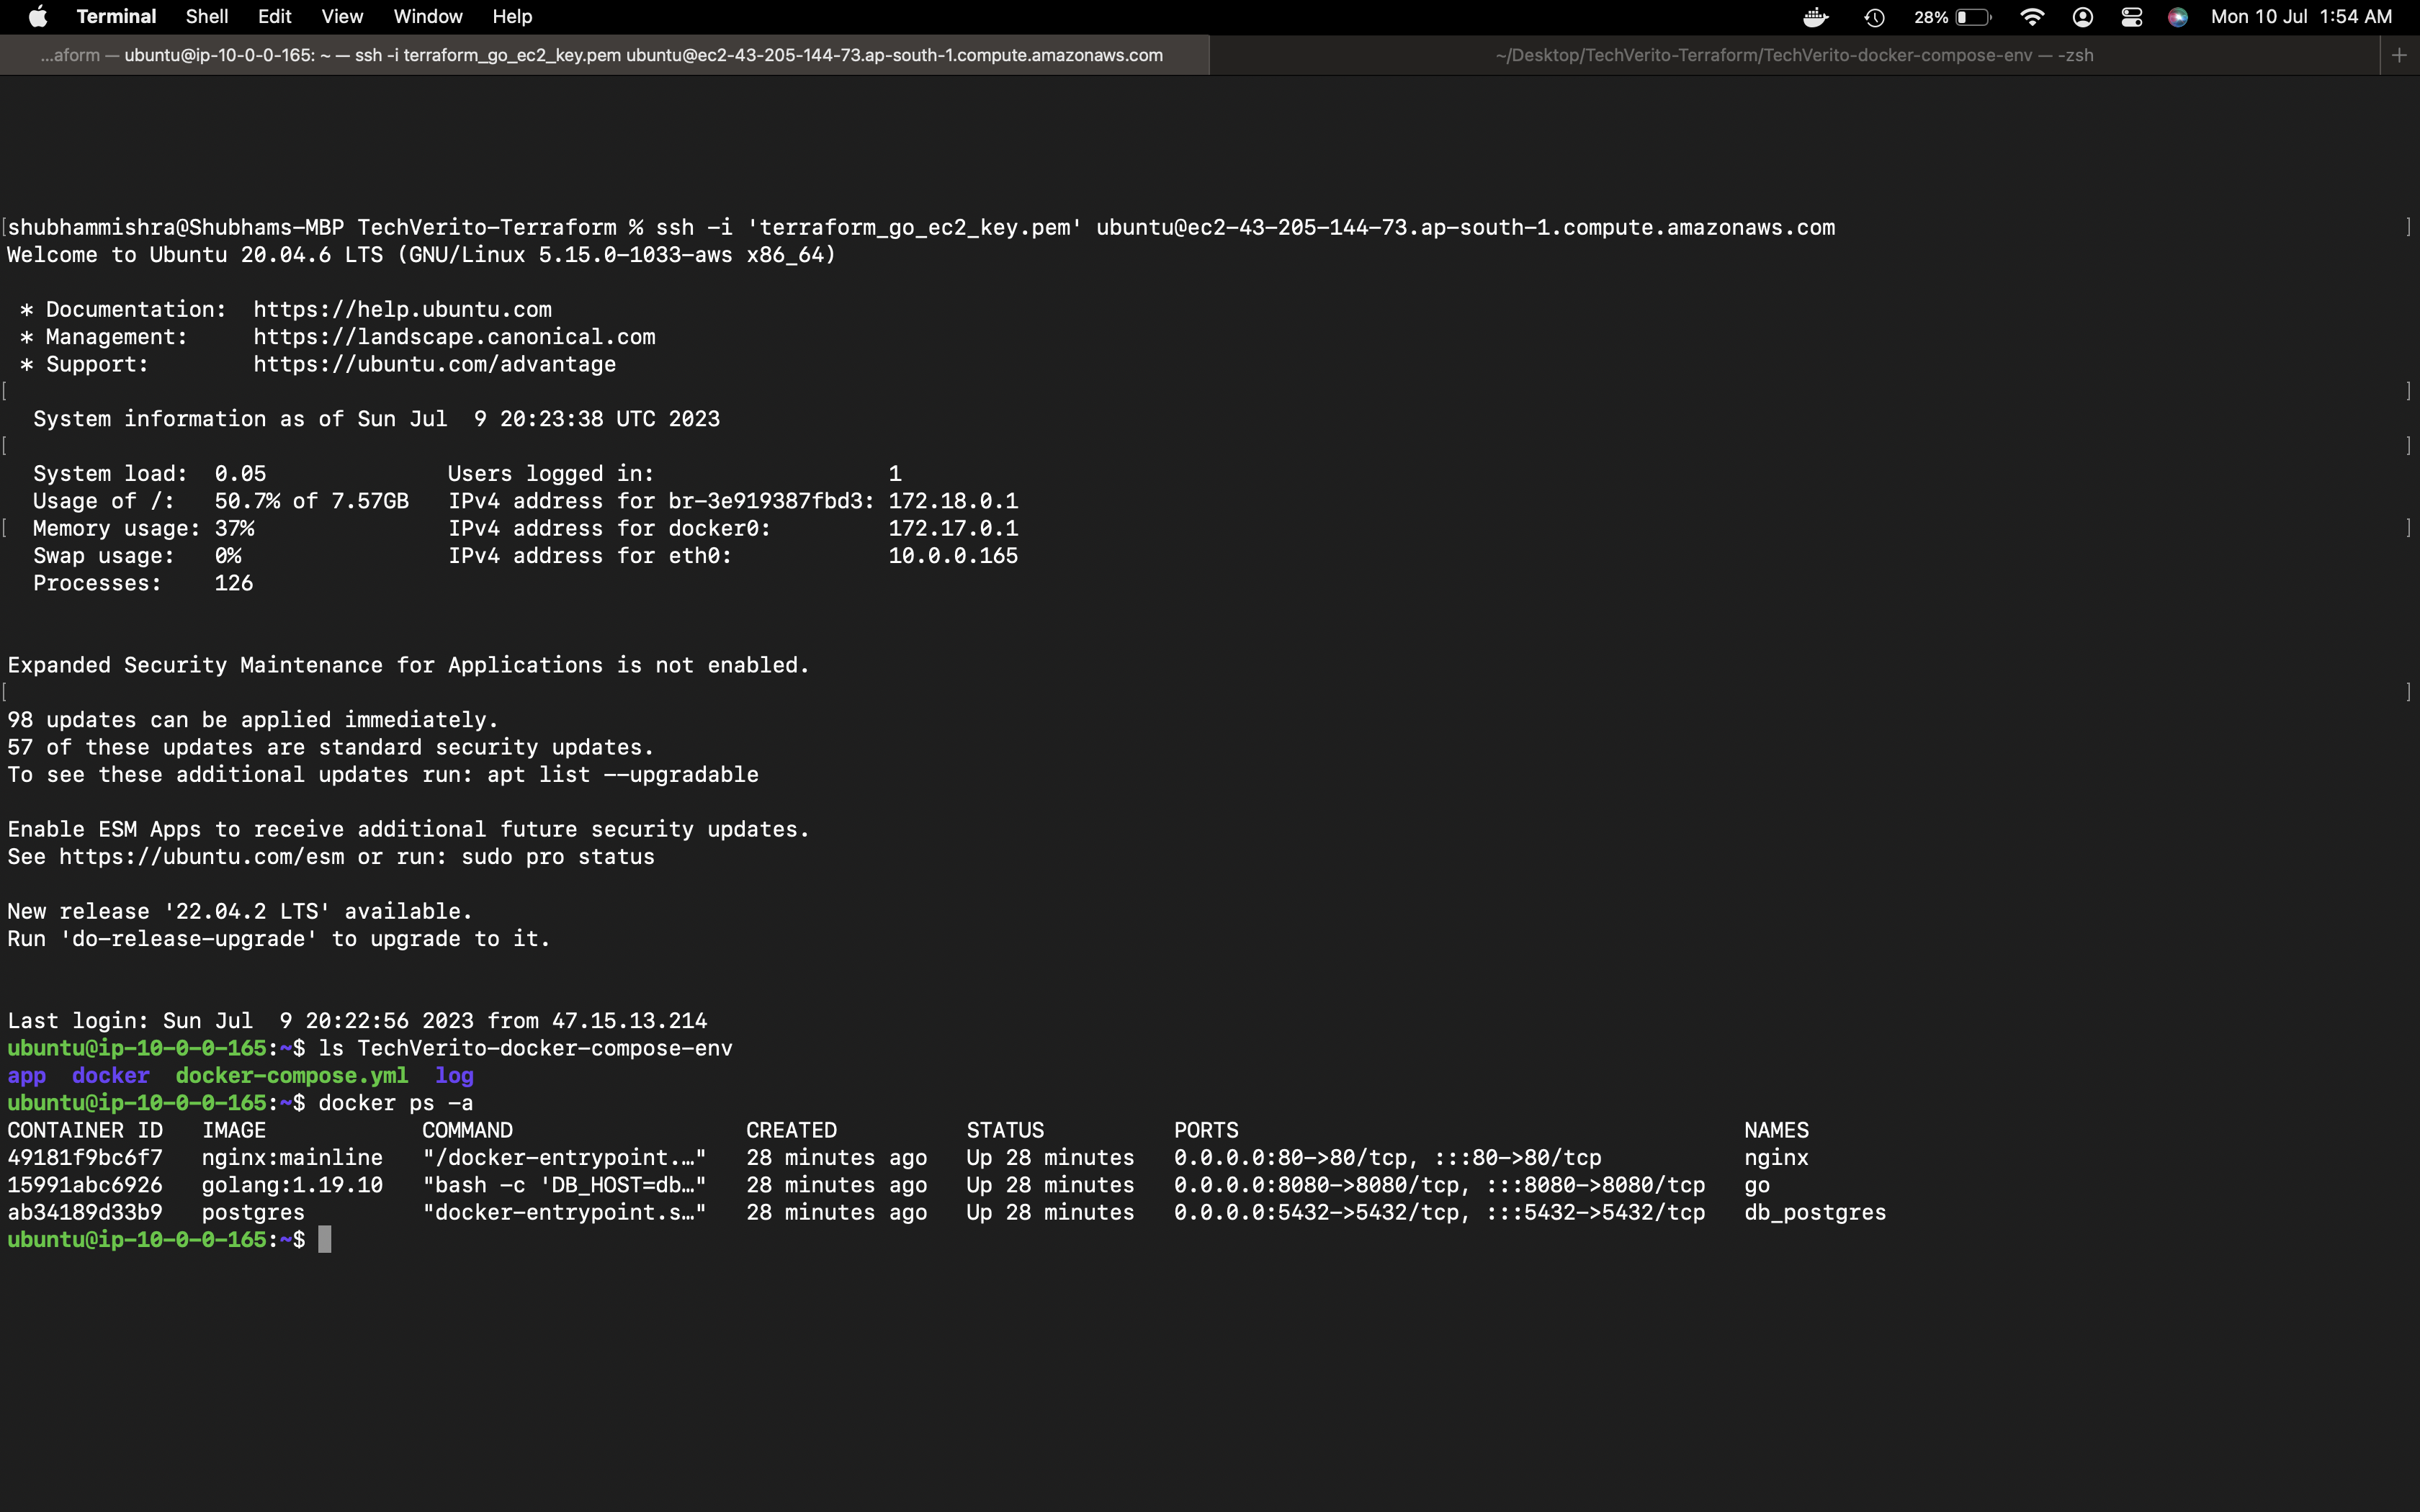 Terminal Shell Edit View Window Help 28% Mon 10 Jul 1:54 AM
...aform — ubuntu@ip-10-0-0-165: ~ — ssh -i terraform_go_ec2_key.pem ubuntu@ec2-43-205-144-73.ap-south-1.compute.amazonaws.com ~/Desktop/TechVerito-Terraform/TechVerito-docker-compose-env — -zsh +
[shubhammishra@Shubhams-MBP TechVerito-Terraform % ssh -i 'terraform_go_ec2_key.pem' ubuntu@ec2-43-205-144-73.ap-south-1.compute.amazonaws.com ]
Welcome to Ubuntu 20.04.6 LTS (GNU/Linux 5.15.0-1033-aws x86_64)
* Documentation: https://help.ubuntu.com
* Management: https://landscape.canonical.com
* Support: https://ubuntu.com/advantage
[ ]
System information as of Sun Jul 9 20:23:38 UTC 2023
[ ]
System load: 0.05 Users logged in: 1
Usage of /: 50.7% of 7.57GB IPv4 address for br-3e919387fbd3: 172.18.0.1
[ Memory usage: 37% IPv4 address for docker0: 172.17.0.1 ]
Swap usage: 0% IPv4 address for eth0: 10.0.0.165
Processes: 126
Expanded Security Maintenance for Applications is not enabled.
[ ]
98 updates can be applied immediately.
57 of these updates are standard security updates.
To see these additional updates run: apt list --upgradable
Enable ESM Apps to receive additional future security updates.
See https://ubuntu.com/esm or run: sudo pro status
New release '22.04.2 LTS' available.
Run 'do-release-upgrade' to upgrade to it.
Last login: Sun Jul 9 20:22:56 2023 from 47.15.13.214
ubuntu@ip-10-0-0-165:~$ ls TechVerito-docker-compose-env
app docker docker-compose.yml log
ubuntu@ip-10-0-0-165:~$ docker ps -a
CONTAINER ID IMAGE COMMAND CREATED STATUS PORTS NAMES
49181f9bc6f7 nginx:mainline "/docker-entrypoint.…" 28 minutes ago Up 28 minutes 0.0.0.0:80->80/tcp, :::80->80/tcp nginx
15991abc6926 golang:1.19.10 "bash -c 'DB_HOST=db…" 28 minutes ago Up 28 minutes 0.0.0.0:8080->8080/tcp, :::8080->8080/tcp go
ab34189d33b9 postgres "docker-entrypoint.s…" 28 minutes ago Up 28 minutes 0.0.0.0:5432->5432/tcp, :::5432->5432/tcp db_postgres
ubuntu@ip-10-0-0-165:~$